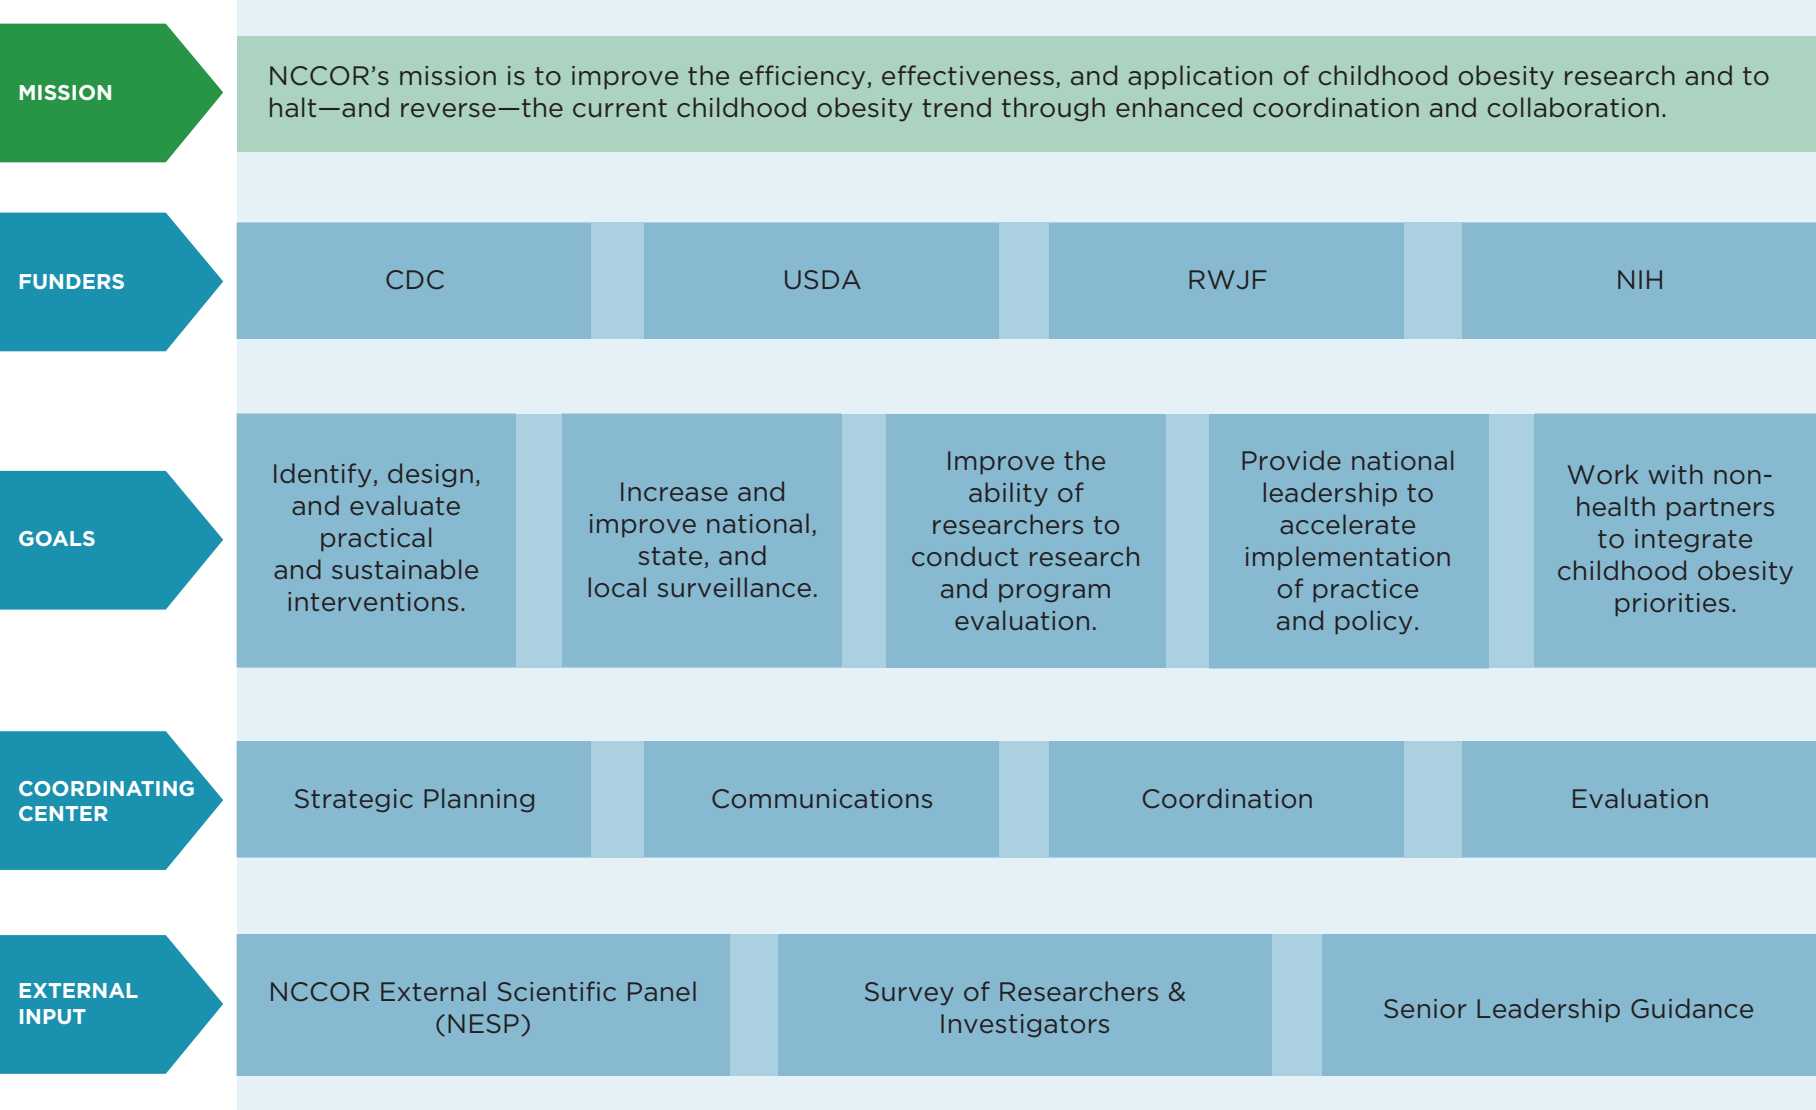 MISSION
NCCOR’s mission is to improve the efficiency, effectiveness, and application of childhood obesity research and to
halt—and reverse—the current childhood obesity trend through enhanced coordination and collaboration.
FUNDERS
CDC
USDA
RWJF
NIH
GOALS
Identify, design,
and evaluate
practical
and sustainable
interventions.
Increase and
improve national,
state, and
local surveillance.
Improve the
ability of
researchers to
conduct research
and program
evaluation.
Provide national
leadership to
accelerate
implementation
of practice
and policy.
Work with non-
health partners
to integrate
childhood obesity
priorities.
COORDINATING
CENTER
Strategic Planning
Communications
Coordination
Evaluation
EXTERNAL
INPUT
NCCOR External Scientific Panel
(NESP)
Survey of Researchers &
Investigators
Senior Leadership Guidance